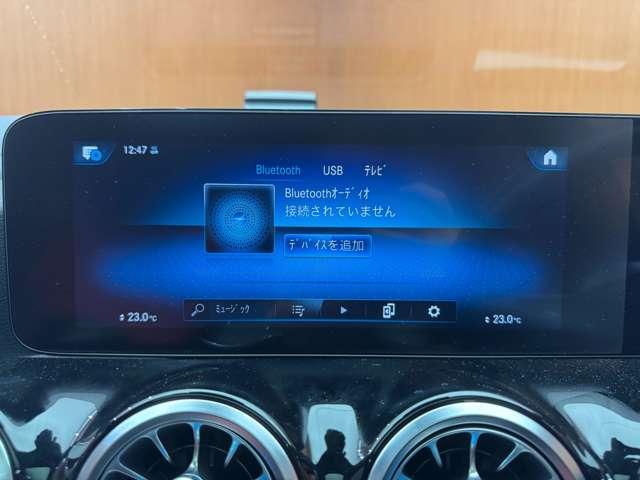 12:47
Bluetooth USB ﾃﾚﾋﾞ
Bluetoothｵｰﾃﾞｨｵ
接続されていません
ﾃﾞﾊﾞｲｽを追加
ﾐｭｰｼﾞｯｸ
23.0℃ 23.0℃